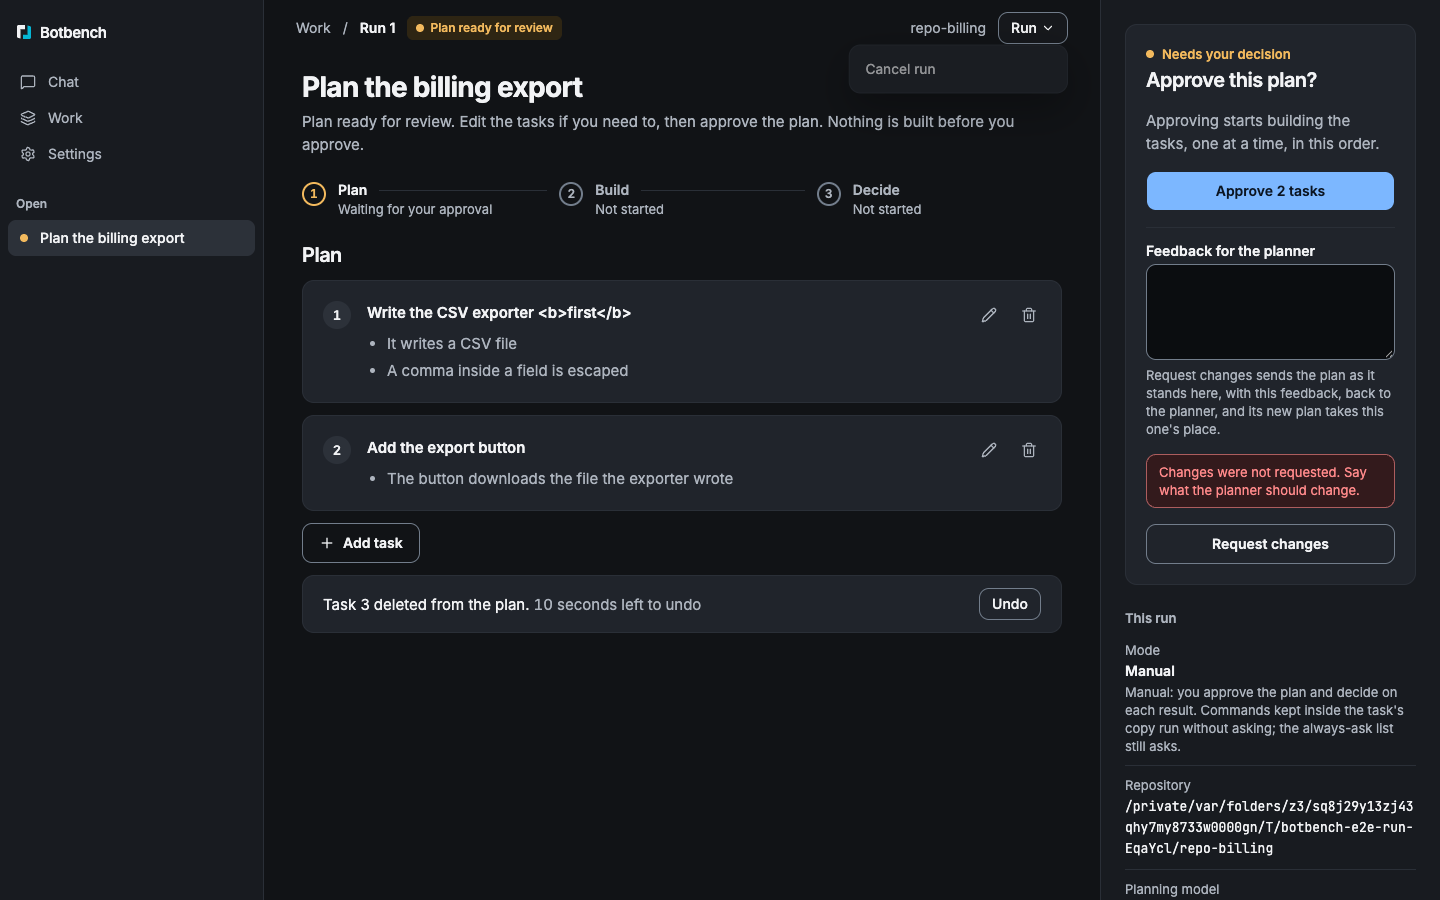 Botbench
Chat
Work
Settings
Open
Plan the billing export
Work / Run 1 Plan ready for review
repo-billing Run
Cancel run
Plan the billing export
Plan ready for review. Edit the tasks if you need to, then approve the plan. Nothing is built before you
approve.
1 Plan
Waiting for your approval
2 Build
Not started
3 Decide
Not started
Plan
1 Write the CSV exporter <b>first</b>
• It writes a CSV file
• A comma inside a field is escaped
2 Add the export button
• The button downloads the file the exporter wrote
+ Add task
Task 3 deleted from the plan. 10 seconds left to undo Undo
Needs your decision
Approve this plan?
Approving starts building the
tasks, one at a time, in this order.
Approve 2 tasks
Feedback for the planner
Request changes sends the plan as it
stands here, with this feedback, back to
the planner, and its new plan takes this
one's place.
Changes were not requested. Say
what the planner should change.
Request changes
This run
Mode
Manual
Manual: you approve the plan and decide on
each result. Commands kept inside the task's
copy run without asking; the always-ask list
still asks.
Repository
/private/var/folders/z3/sq8j29y13zj43
qhy7my8733w0000gn/T/botbench-e2e-run-
EqaYcl/repo-billing
Planning model